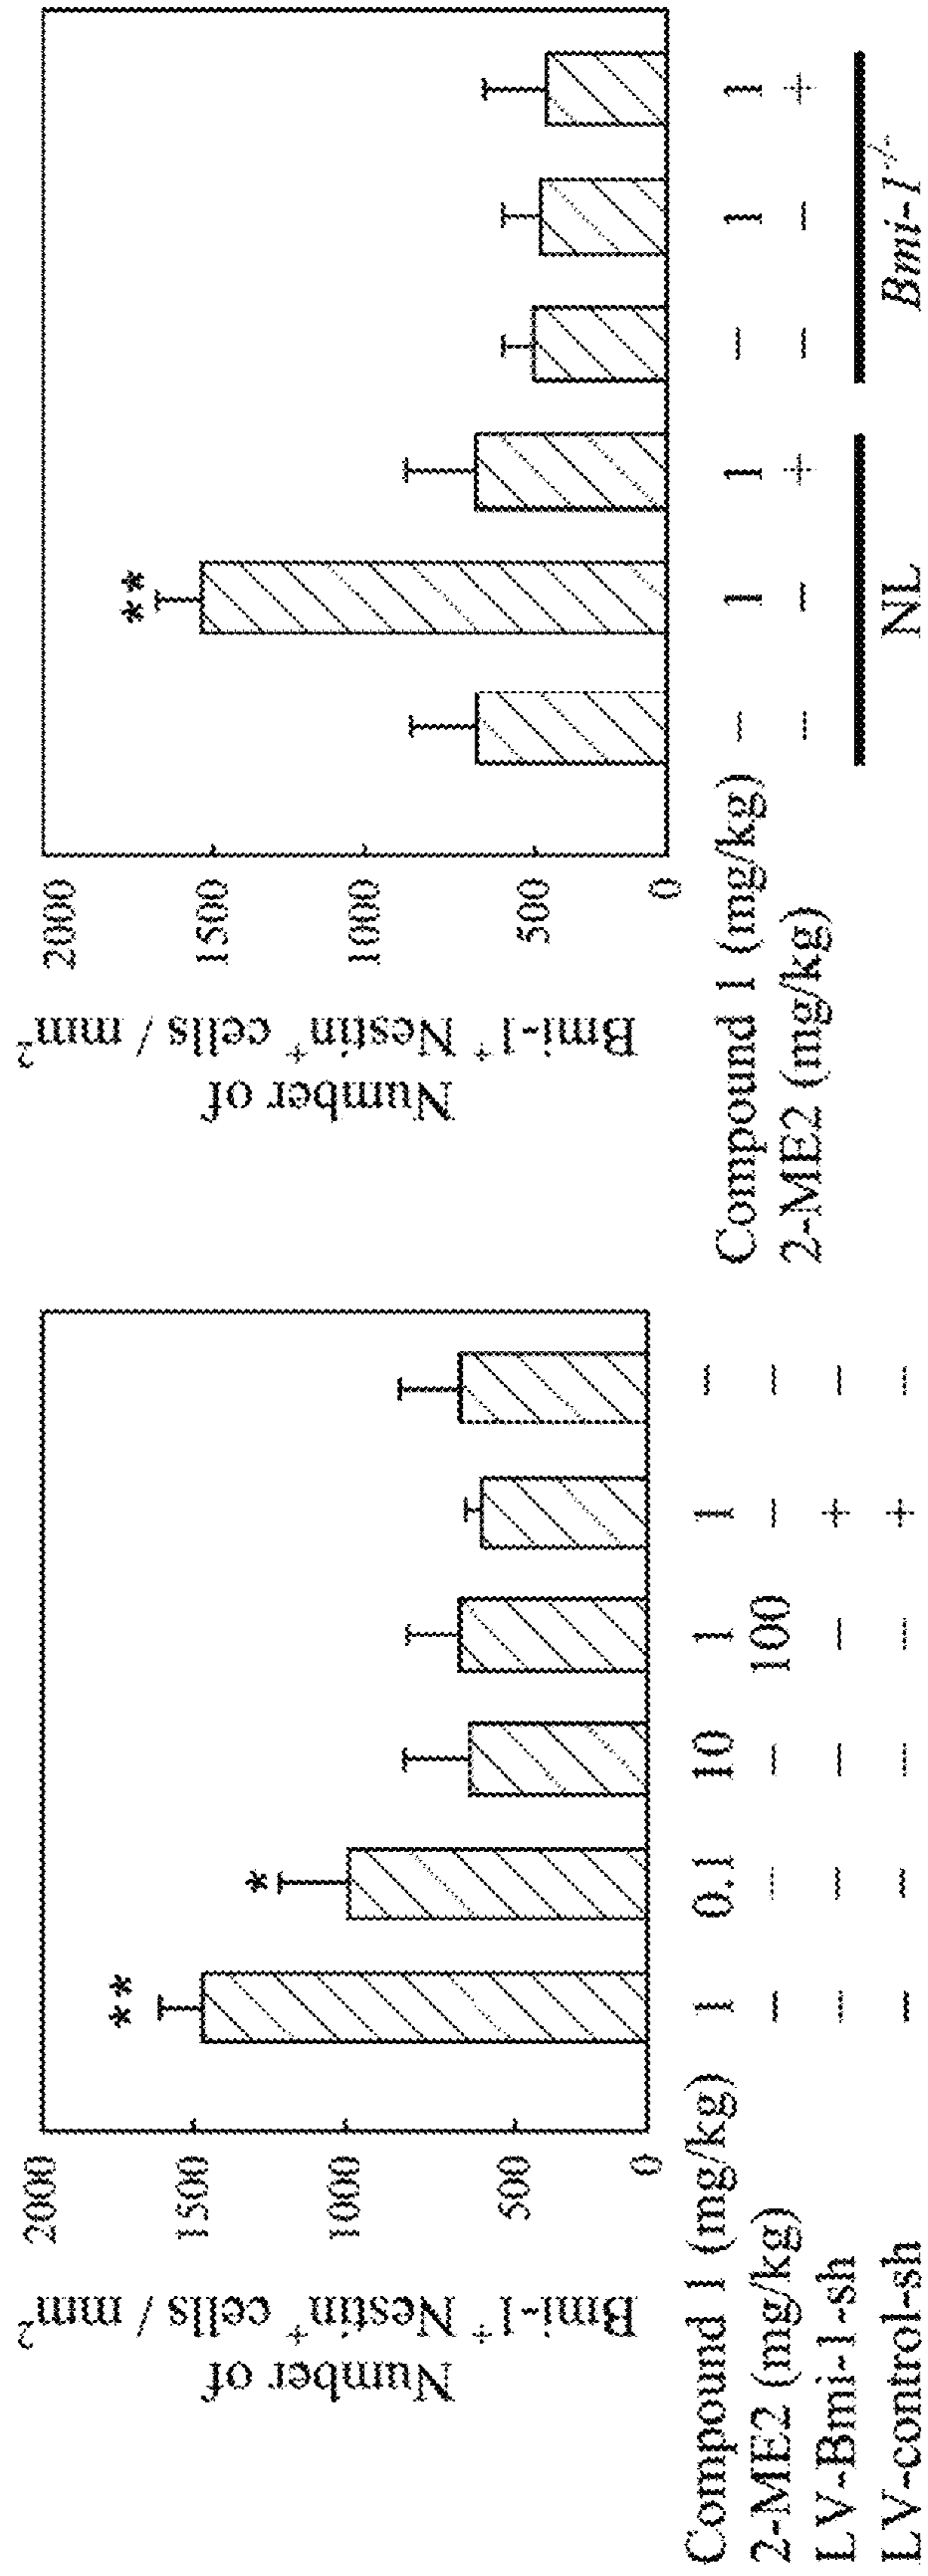 Number of
Bmi-1⁺ Nestin⁺ cells / mm²
2000
1500
1000
500
0
**
*
Compound 1 (mg/kg) 1 0.1 10 1 1 –
2-ME2 (mg/kg) – – – 100 – –
LV-Bmi-1-sh – – – – + –
LV-control-sh – – – – + –
Number of
Bmi-1⁺ Nestin⁺ cells / mm²
2000
1500
1000
500
0
**
Compound 1 (mg/kg) – 1 1 – 1 1
2-ME2 (mg/kg) – – + – – +
NL Bmi-1⁻/⁻